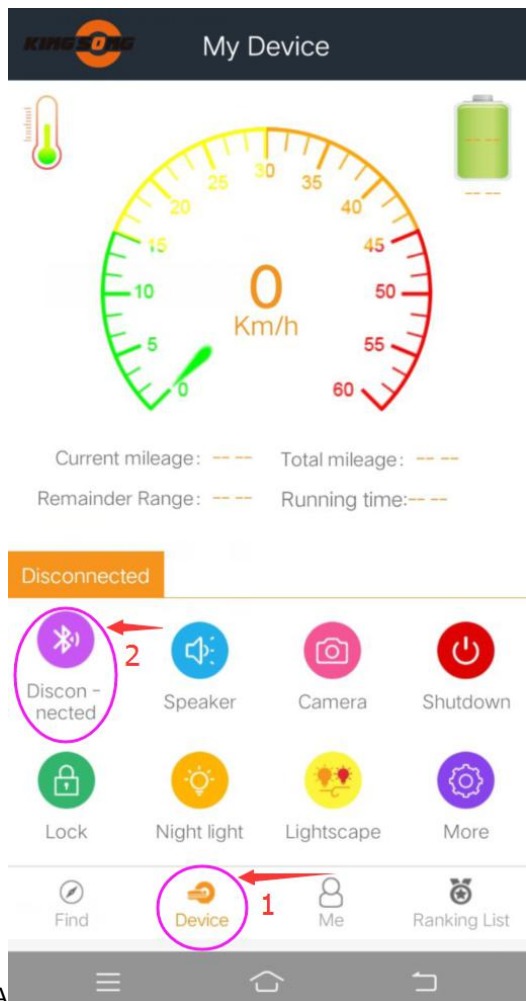 KINGSONG
My Device
30
25
35
20
40
15
45
10
50
5
55
0
60
0
Km/h
Current mileage: -- --
Total mileage: -- --
Remainder Range: -- --
Running time:-- --
Disconnected
2
Discon -
nected
Speaker
Camera
Shutdown
Lock
Night light
Lightscape
More
1
Find
Device
Me
Ranking List
A